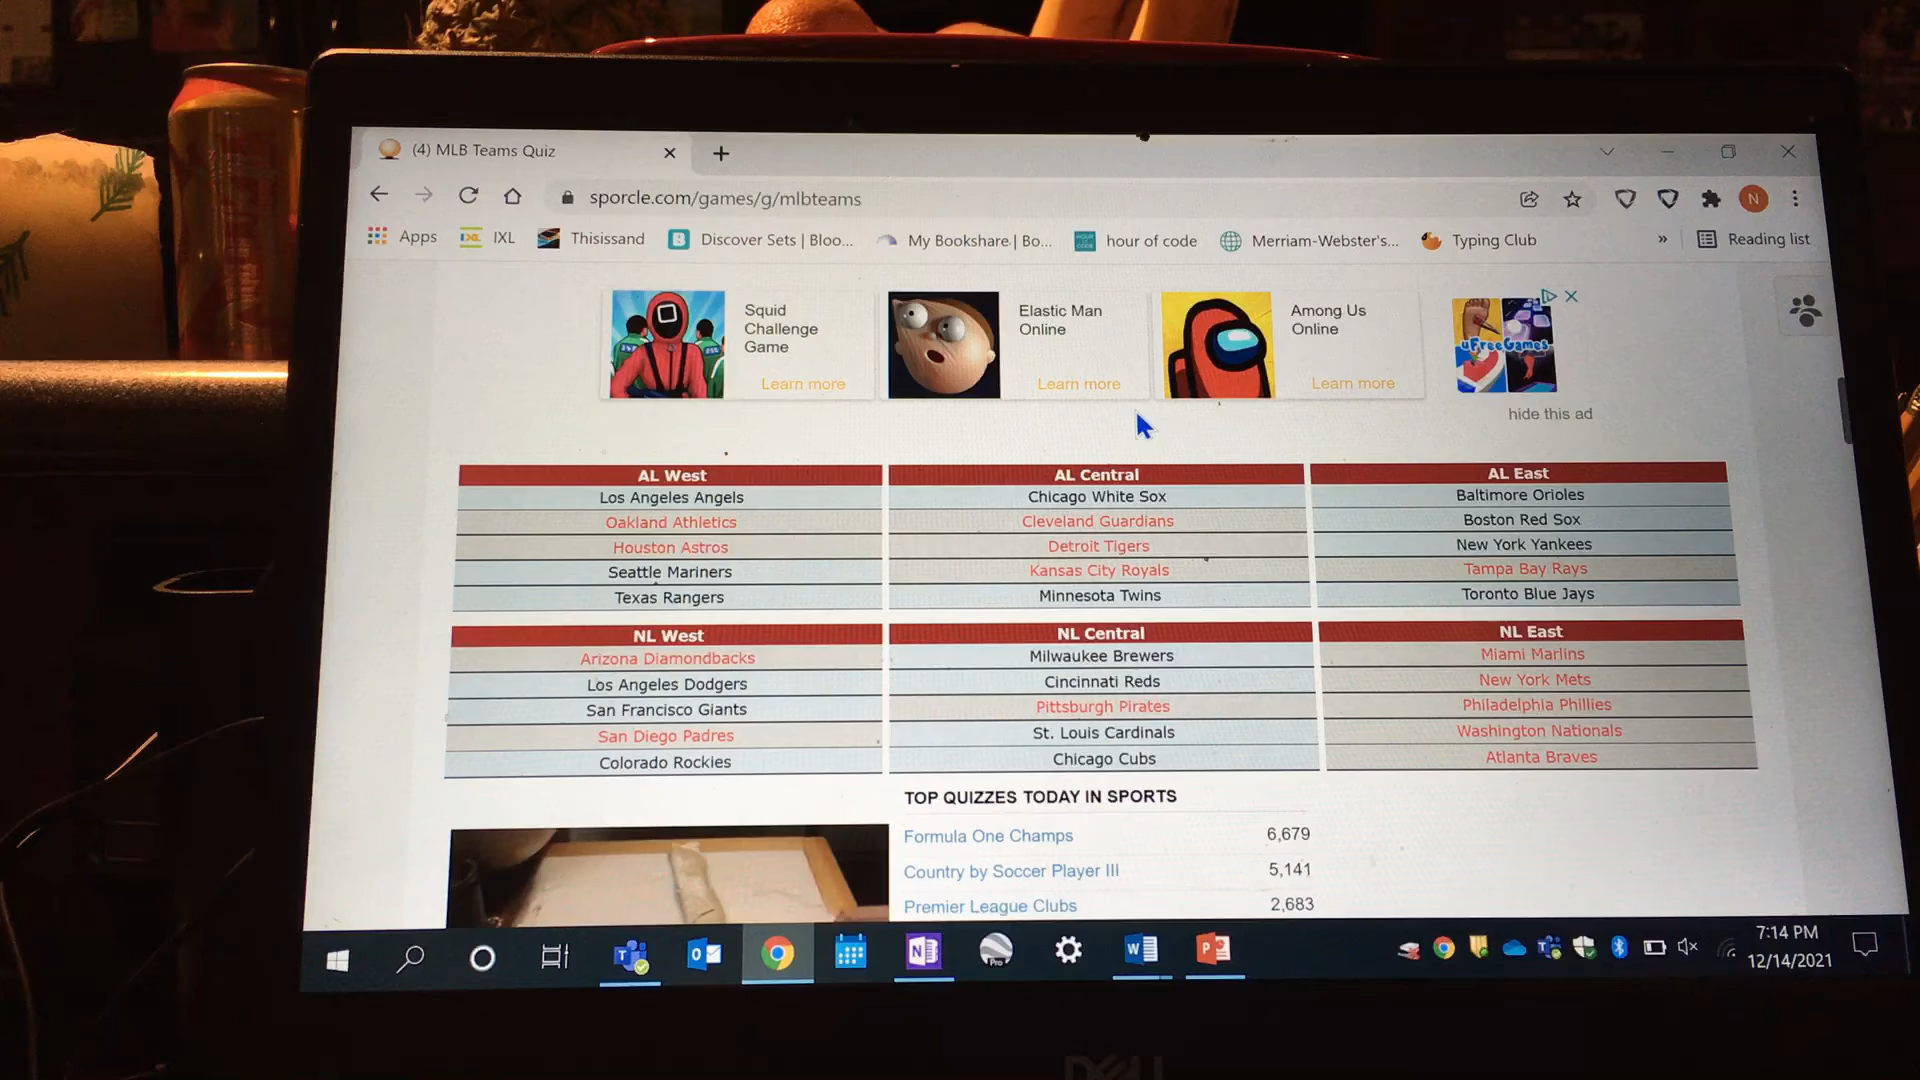 (4) MLB Teams Quiz
sporcle.com/games/g/mlbteams
N
Apps
IXL
IXL
Thisissand
B
Discover Sets | Bloo...
My Bookshare | Bo...
HOUR OF CODE
hour of code
Merriam-Webster's...
Typing Club
»
Reading list
Squid
Challenge
Game
Learn more
Elastic Man
Online
Learn more
Among Us
Online
Learn more
uFreeGames
hide this ad
AL West
Los Angeles Angels
Oakland Athletics
Houston Astros
Seattle Mariners
Texas Rangers
AL Central
Chicago White Sox
Cleveland Guardians
Detroit Tigers
Kansas City Royals
Minnesota Twins
AL East
Baltimore Orioles
Boston Red Sox
New York Yankees
Tampa Bay Rays
Toronto Blue Jays
NL West
Arizona Diamondbacks
Los Angeles Dodgers
San Francisco Giants
San Diego Padres
Colorado Rockies
NL Central
Milwaukee Brewers
Cincinnati Reds
Pittsburgh Pirates
St. Louis Cardinals
Chicago Cubs
NL East
Miami Marlins
New York Mets
Philadelphia Phillies
Washington Nationals
Atlanta Braves
TOP QUIZZES TODAY IN SPORTS
Formula One Champs 6,679
Country by Soccer Player III 5,141
Premier League Clubs 2,683
Pro
7:14 PM
12/14/2021
DELL